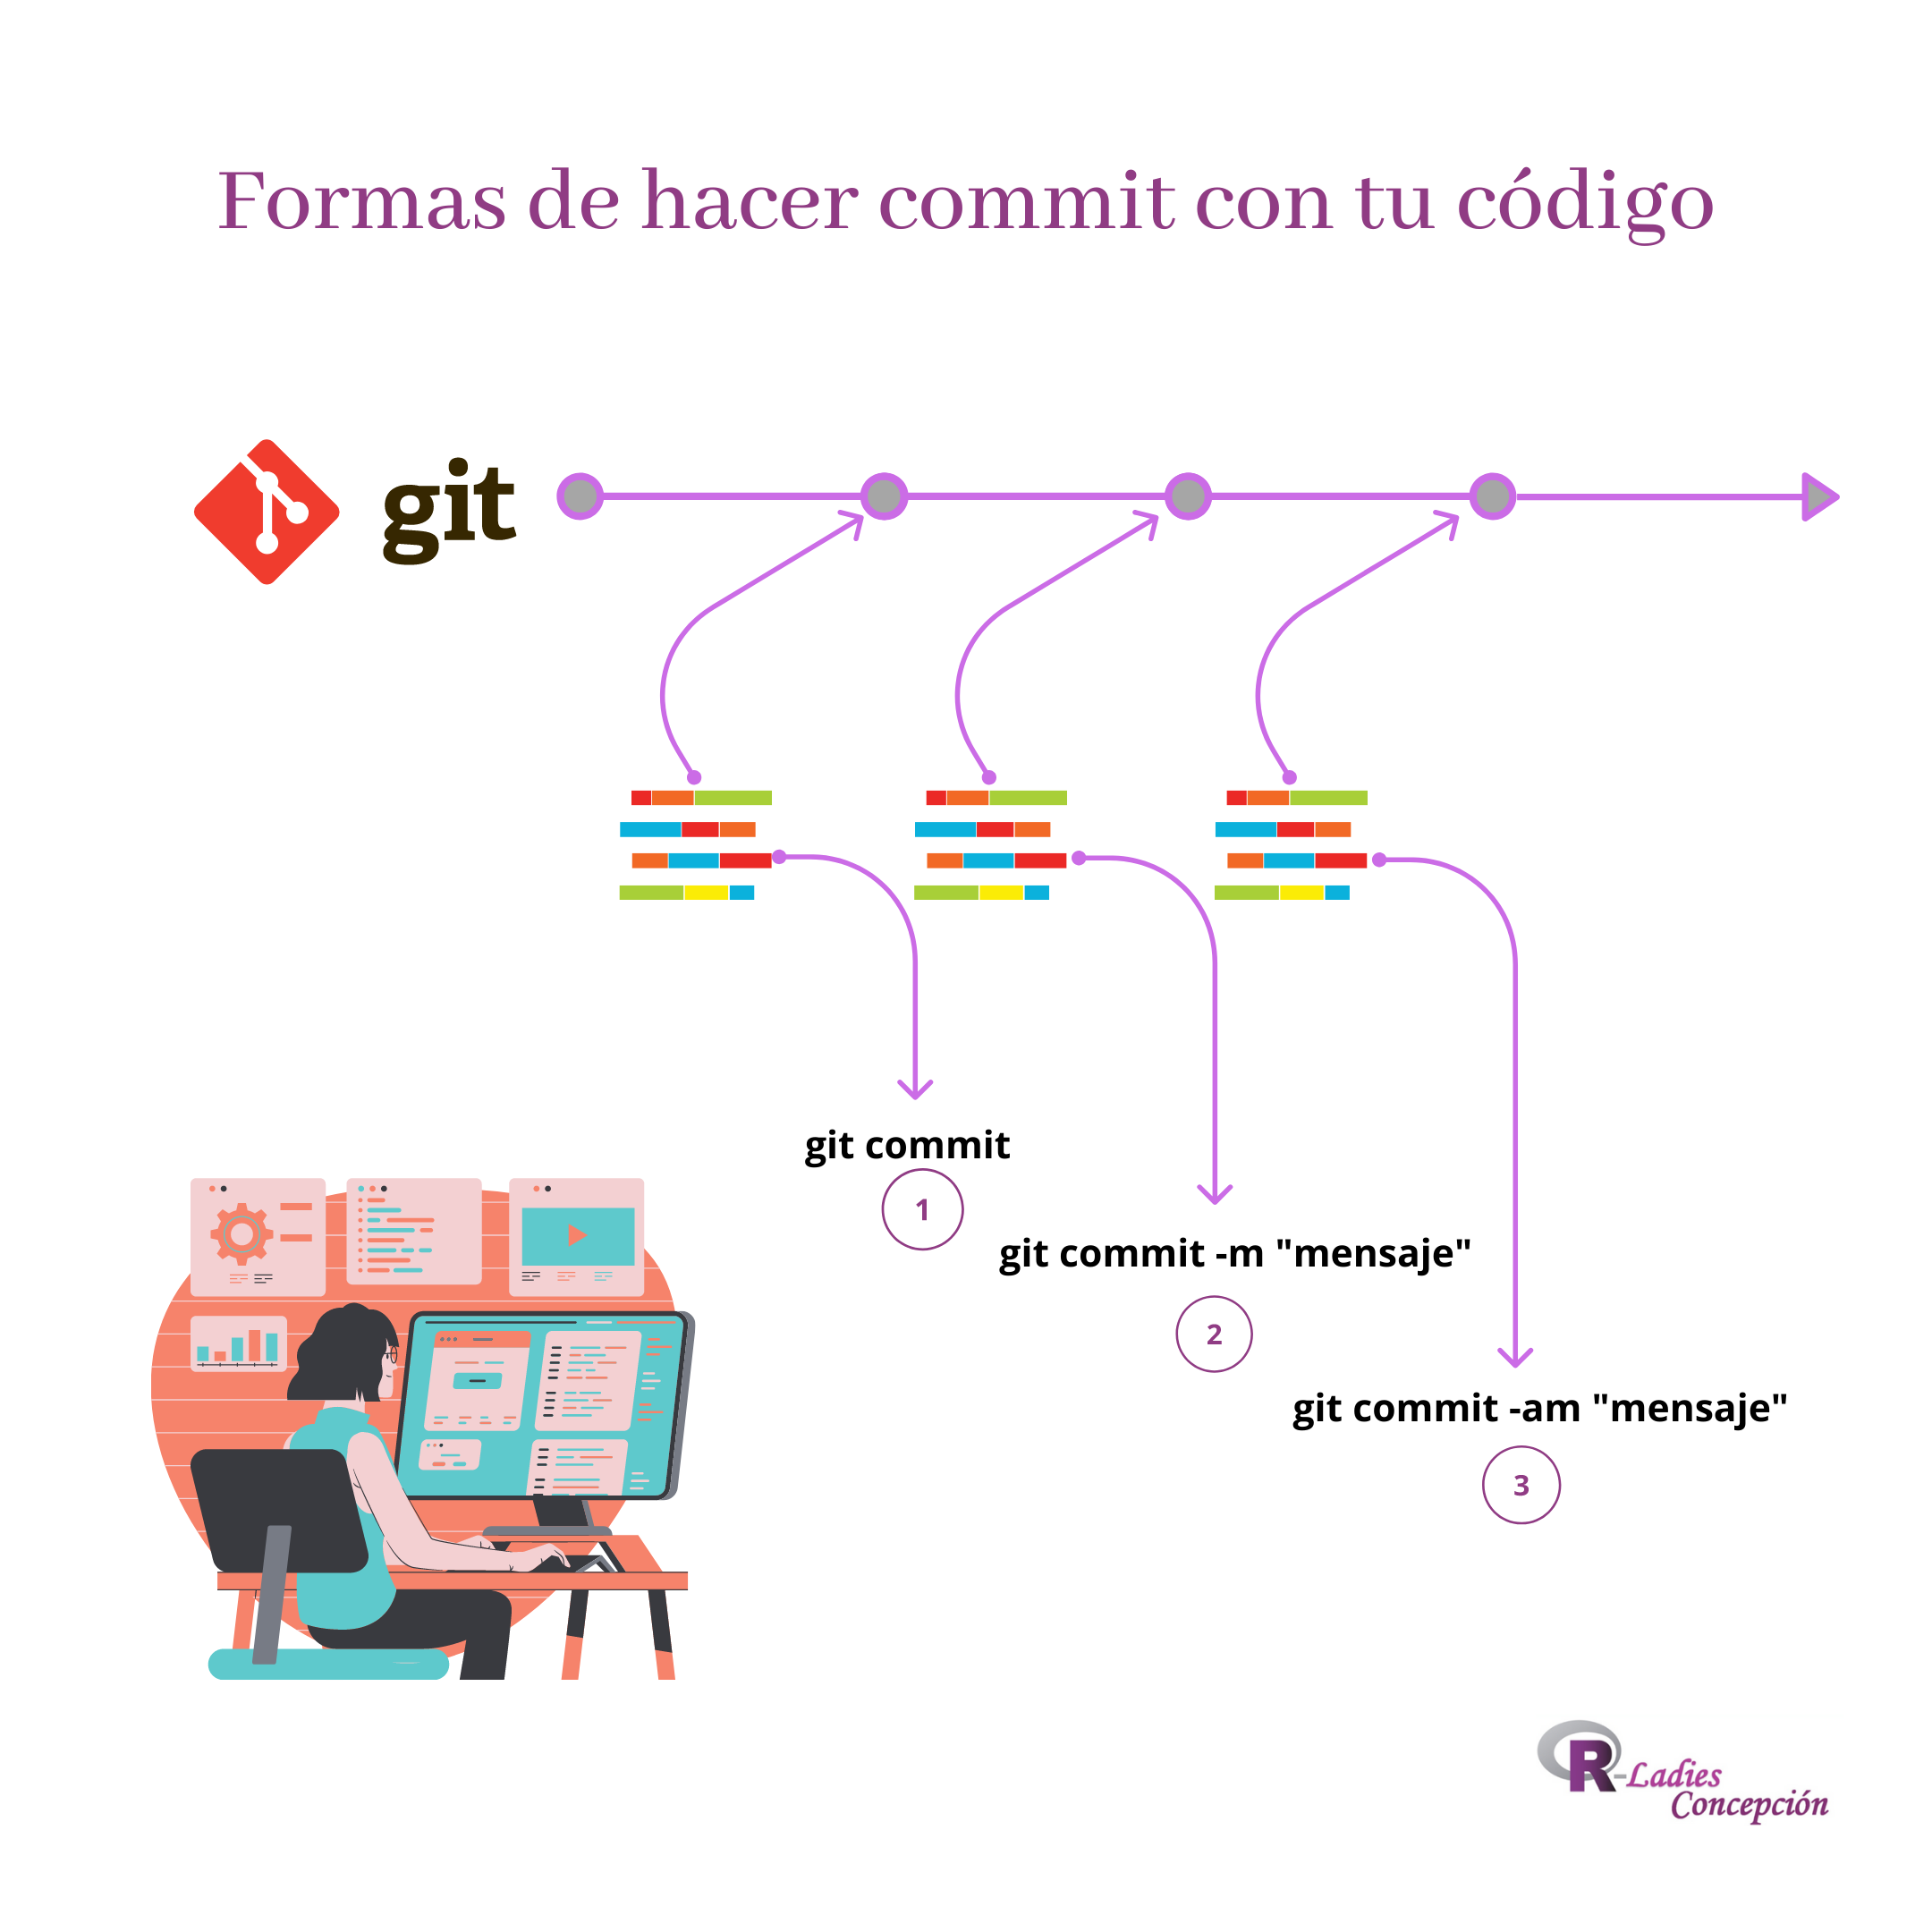 Formas de hacer commit con tu código
git
git commit
1
git commit -m "mensaje"
2
git commit -am "mensaje"
3
R-Ladies
Concepción